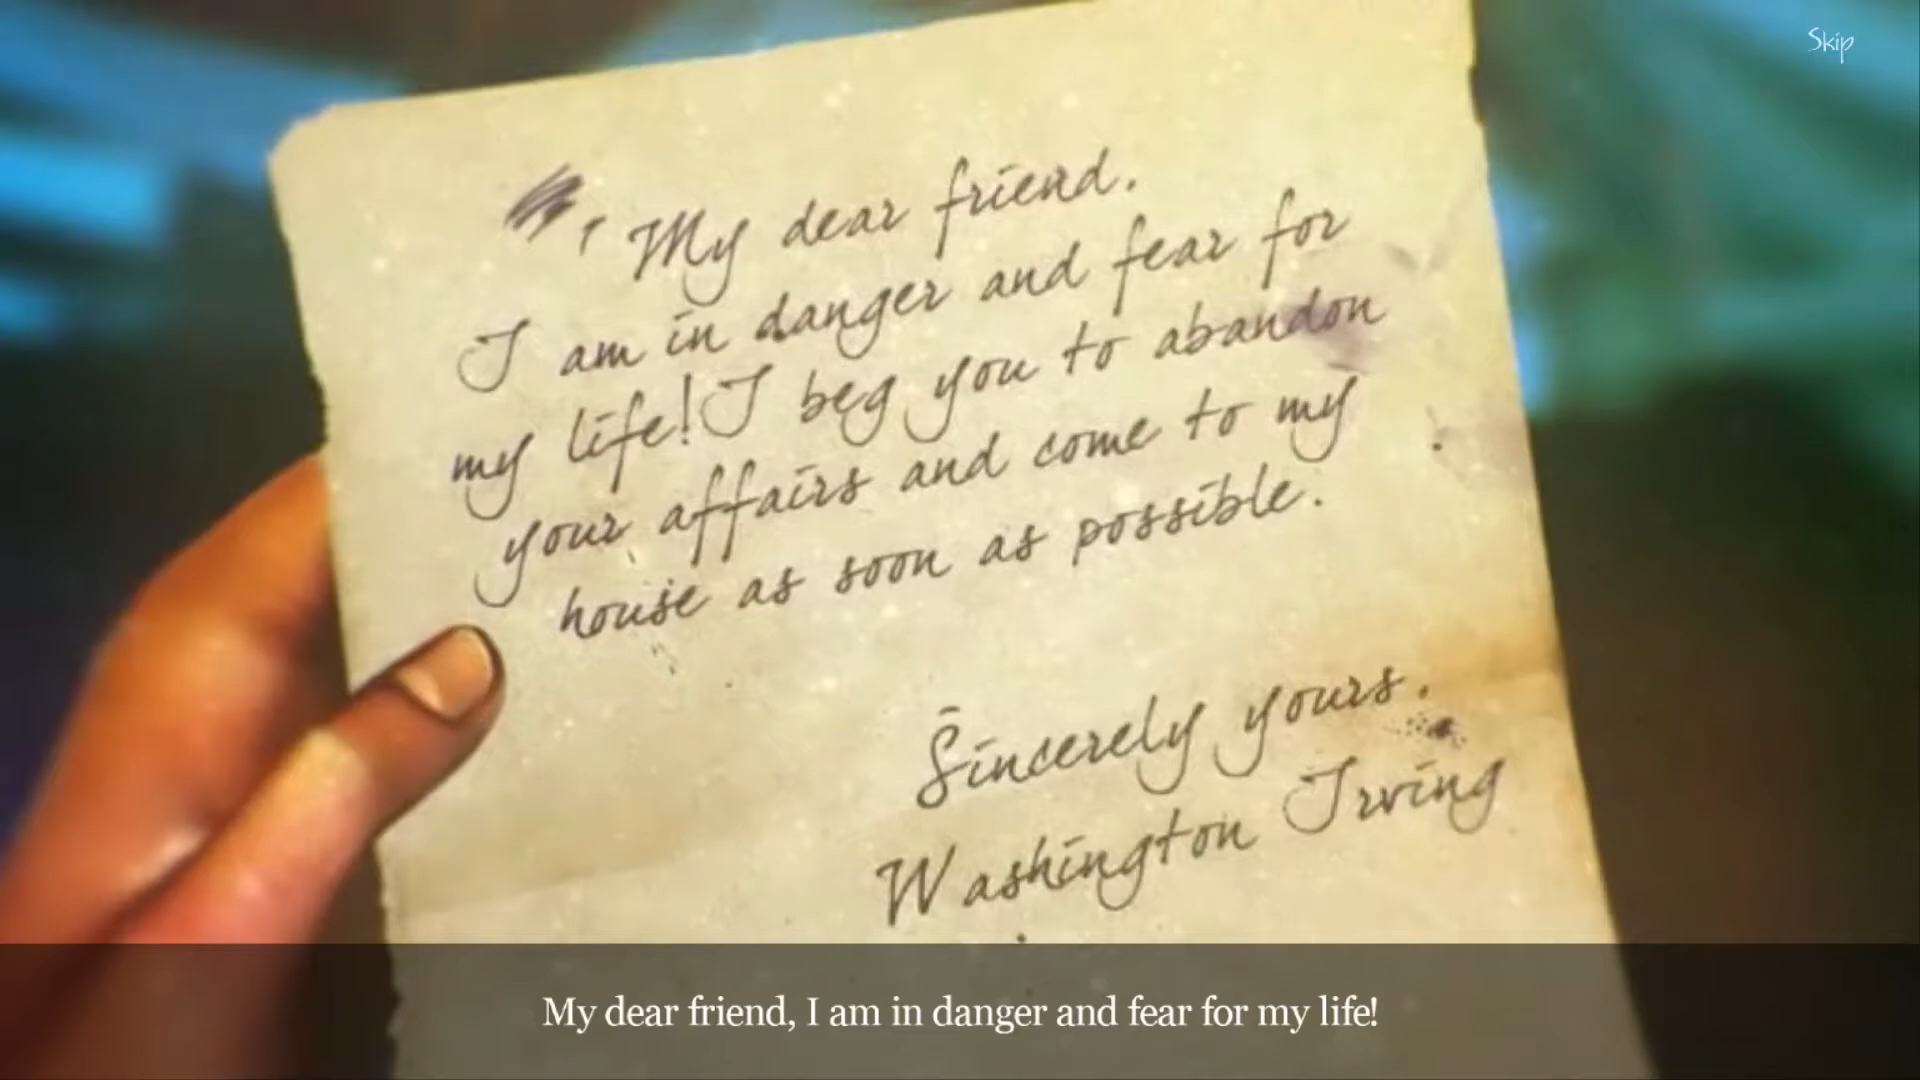 Skip
My dear friend.
I am in danger and fear for
my life! I beg you to abandon
your affairs and come to my
house as soon as possible.
Sincerely yours.
Washington Irving
My dear friend, I am in danger and fear for my life!